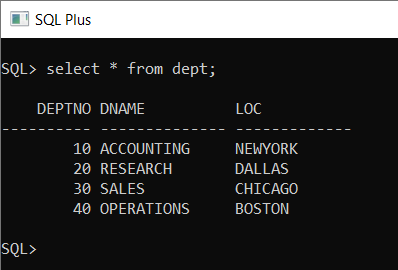 SQL Plus
SQL> select * from dept;
    DEPTNO DNAME          LOC
---------- -------------- -------------
        10 ACCOUNTING     NEWYORK
        20 RESEARCH       DALLAS
        30 SALES          CHICAGO
        40 OPERATIONS     BOSTON
SQL>